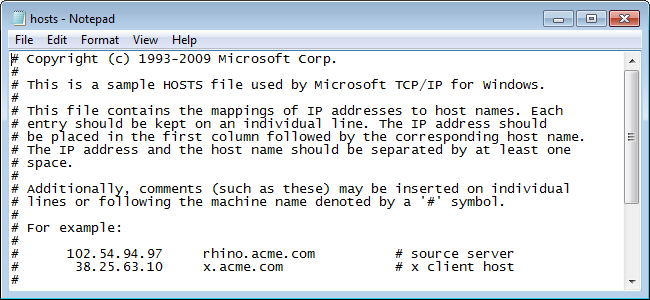 hosts - Notepad
File Edit Format View Help
# Copyright (c) 1993-2009 Microsoft Corp.
#
# This is a sample HOSTS file used by Microsoft TCP/IP for Windows.
#
# This file contains the mappings of IP addresses to host names. Each
# entry should be kept on an individual line. The IP address should
# be placed in the first column followed by the corresponding host name.
# The IP address and the host name should be separated by at least one
# space.
#
# Additionally, comments (such as these) may be inserted on individual
# lines or following the machine name denoted by a '#' symbol.
#
# For example:
#
#      102.54.94.97     rhino.acme.com          # source server
#       38.25.63.10     x.acme.com              # x client host
#